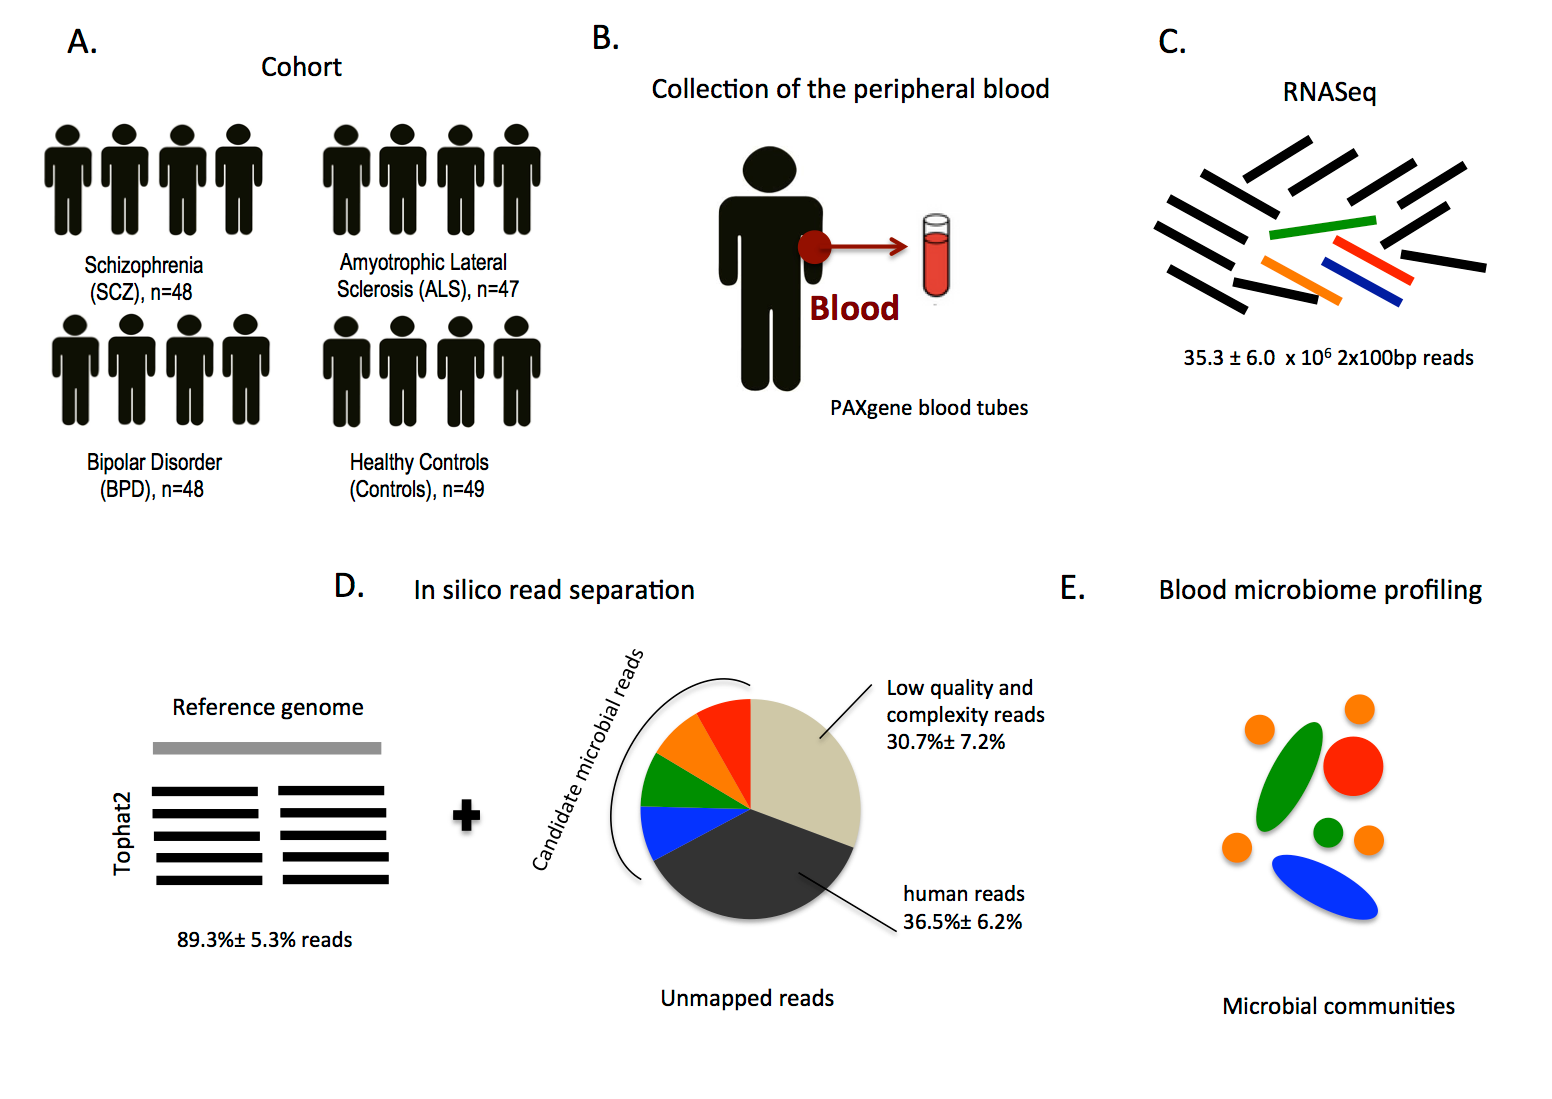 A.
Cohort
Schizophrenia
(SCZ), n=48
Amyotrophic Lateral
Sclerosis (ALS), n=47
Bipolar Disorder
(BPD), n=48
Healthy Controls
(Controls), n=49
B.
Collection of the peripheral blood
Blood
PAXgene blood tubes
C.
RNASeq
35.3 ± 6.0 x 10⁶ 2x100bp reads
D.
In silico read separation
Reference genome
Tophat2
89.3%± 5.3% reads
Candidate microbial reads
Low quality and
complexity reads
30.7%± 7.2%
human reads
36.5%± 6.2%
Unmapped reads
E.
Blood microbiome profiling
Microbial communities